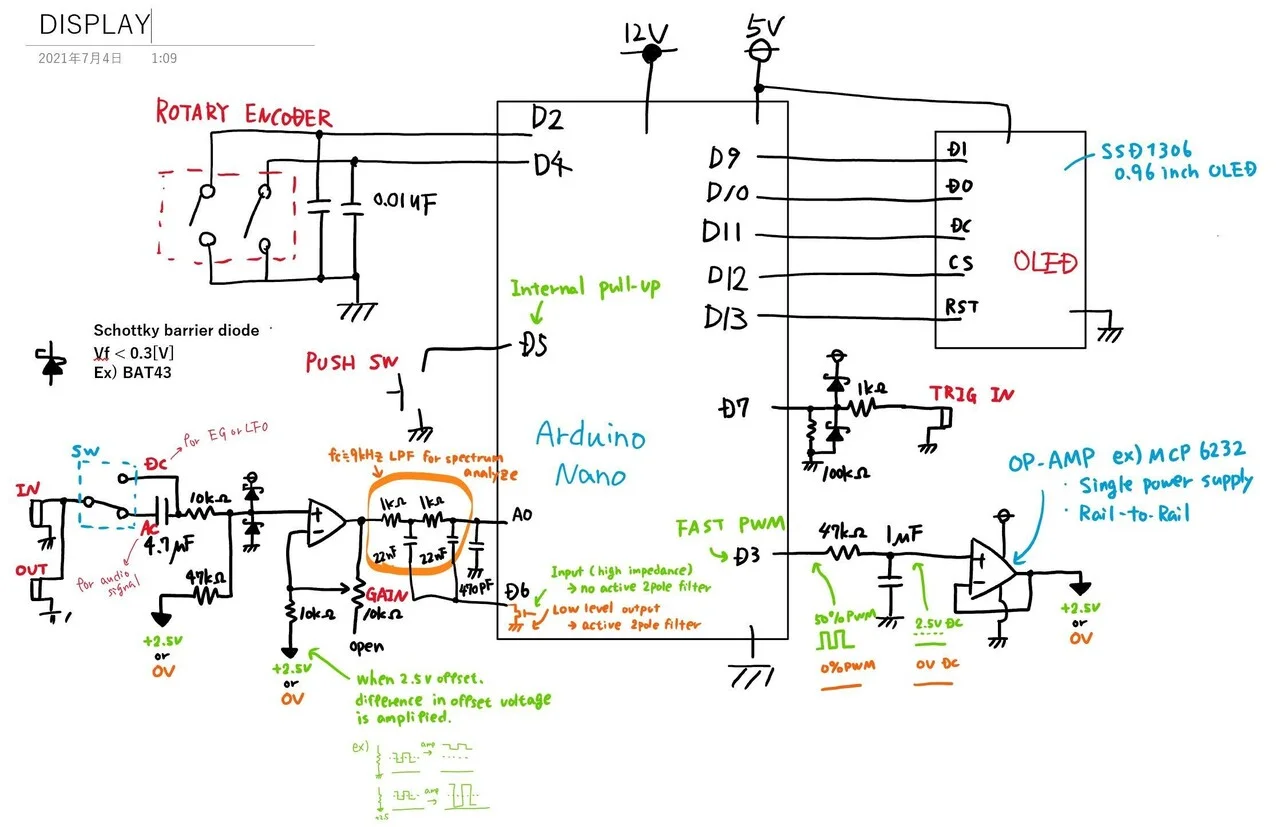 DISPLAY
2021年7月4日 1:09
12V
5V
ROTARY ENCODER
D2
D4
0.01uF
D9
D10
D11
D12
D13
D1
D0
DC
CS
RST
OLED
SSD1306
0.96 inch OLED
Internal pull-up
D5
PUSH SW
Schottky barrier diode
Vf < 0.3[V]
Ex) BAT43
D7
1kΩ
TRIG IN
100kΩ
Arduino
Nano
OP-AMP ex) MCP 6232
・Single power supply
・Rail-to-Rail
for EG or LFO
SW
DC
IN
AC
4.7μF
10kΩ
OUT
for audio
signal
47kΩ
+2.5V
or
0V
fc≒9kHz LPF for spectrum
analyze
1kΩ
1kΩ
22nF
22nF
470pF
A0
GAIN
10kΩ
10kΩ
open
+2.5V
or
0V
D6
Input (high impedance)
→ no active 2pole filter
Low level output
→ active 2pole filter
when 2.5V offset.
difference in offset voltage
is amplified.
ex)
amp
→
amp
→
+2.5
FAST PWM
D3
47kΩ
1μF
50% PWM
0% PWM
2.5V DC
0V DC
+
-
+
-
+2.5V
or
0V